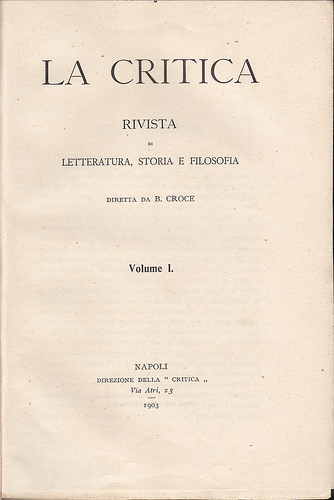 LA CRITICA
RIVISTA
DI
LETTERATURA, STORIA E FILOSOFIA
DIRETTA DA B. CROCE
Volume I.
NAPOLI
DIREZIONE DELLA " CRITICA „
Via Atri, 23
1903